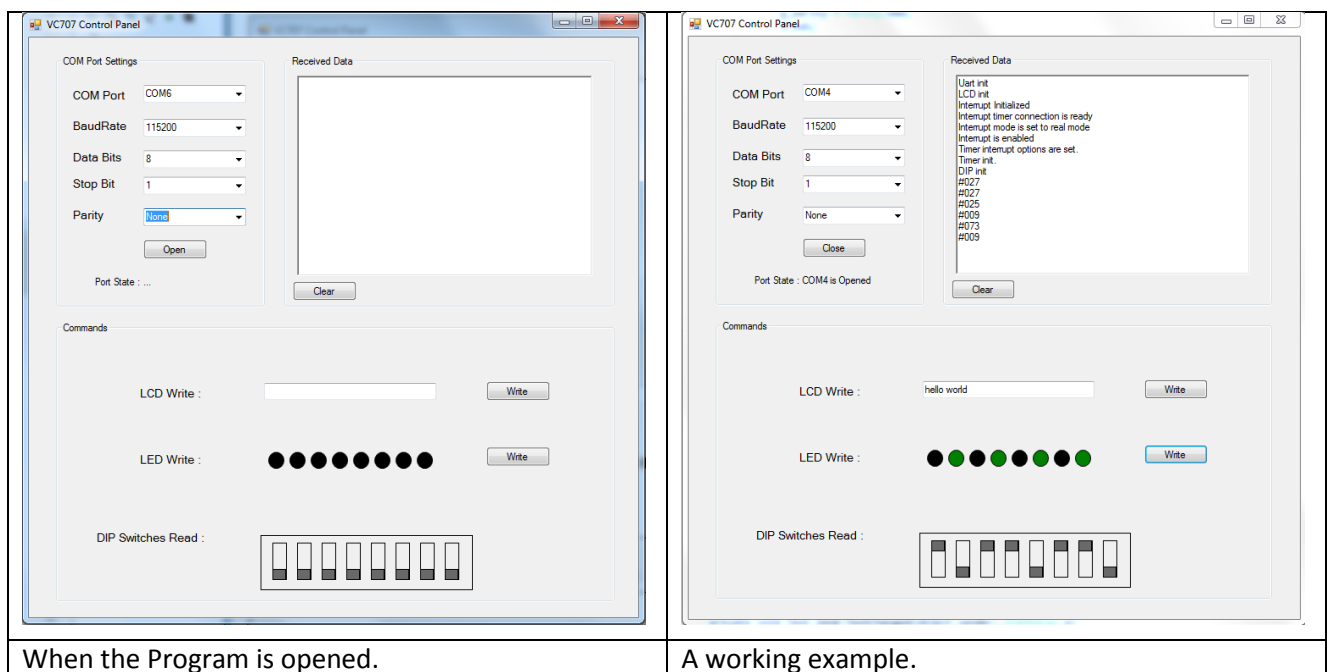 VC707 Control Panel
COM Port Settings
COM Port COM6
BaudRate 115200
Data Bits 8
Stop Bit 1
Parity None
Open
Port State : ...
Received Data
Clear
Commands
LCD Write :
Write
LED Write :
Write
DIP Switches Read :
When the Program is opened.
VC707 Control Panel
COM Port Settings
COM Port COM4
BaudRate 115200
Data Bits 8
Stop Bit 1
Parity None
Close
Port State : COM4 is Opened
Received Data
Uart init
LCD init
Interrupt Initialized
Interrupt timer connection is ready
Interrupt mode is set to real mode
Interrupt is enabled
Timer interrupt options are set.
Timer init.
DIP init
#027
#027
#025
#009
#073
#009
Clear
Commands
LCD Write : hello world
Write
LED Write :
Write
DIP Switches Read :
A working example.